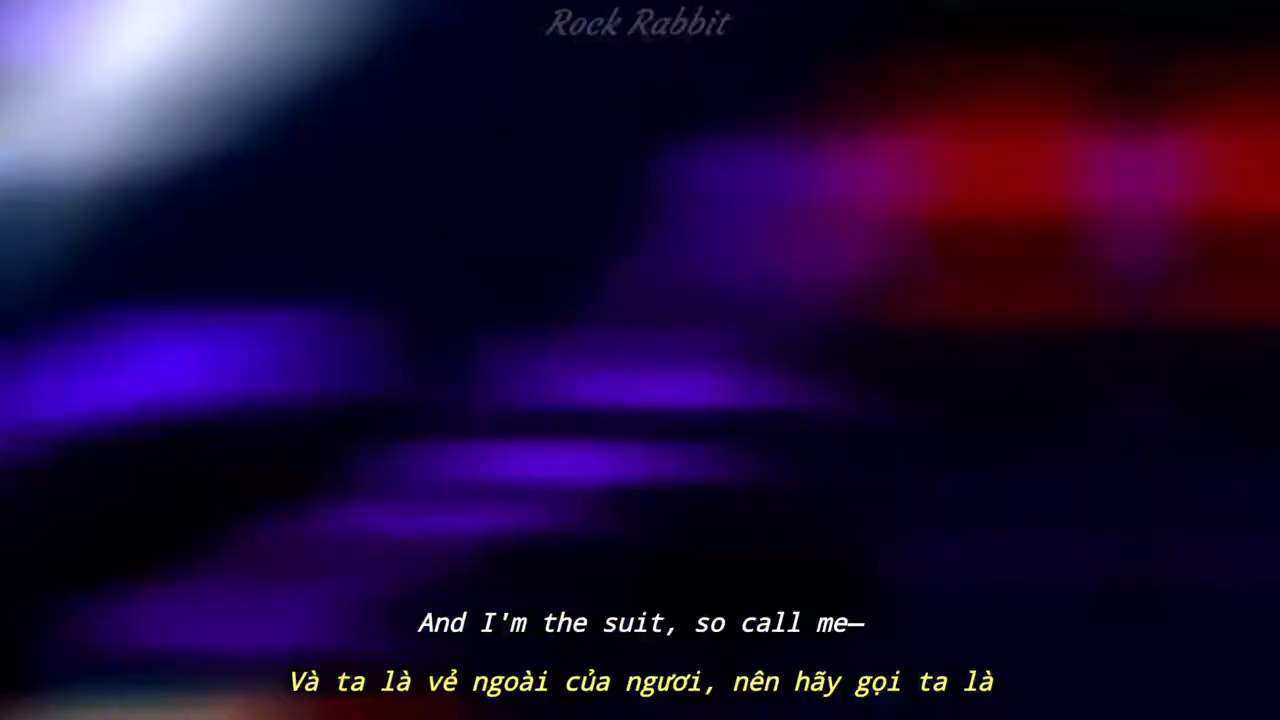 Rock Rabbit
And I'm the suit, so call me—
Và ta là vẻ ngoài của ngươi, nên hãy gọi ta là